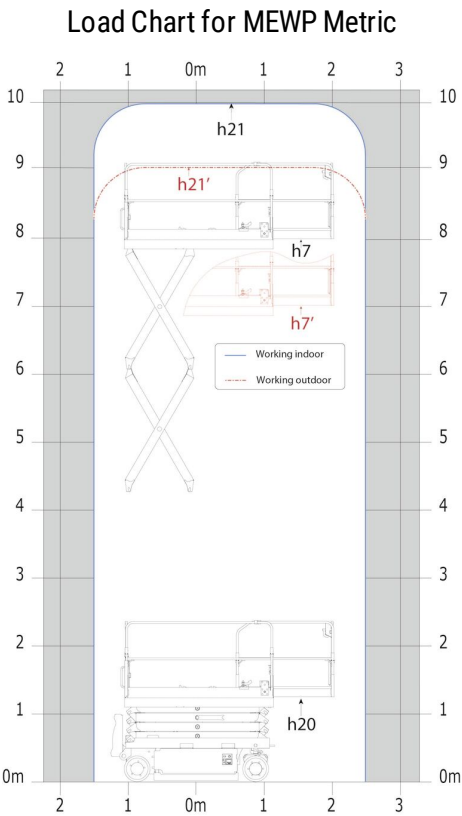 Load Chart for MEWP Metric
2 1 0m 1 2 3
10 10
h21
9 9
h21′
8 8
h7
7 7
h7′
Working indoor
6 6
Working outdoor
5 5
4 4
3 3
2 2
1 1
h20
0m 0m
2 1 0m 1 2 3